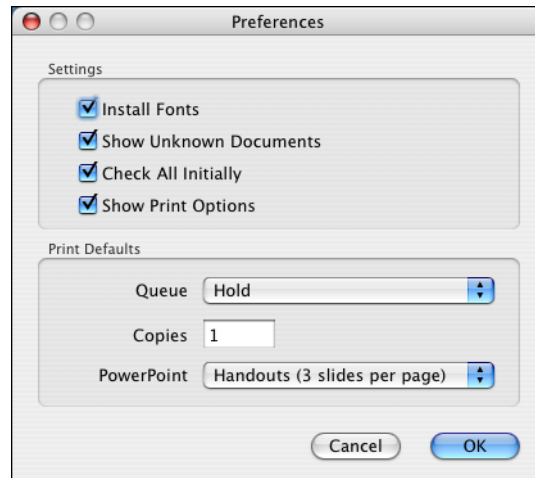 Preferences
Settings
Install Fonts
Show Unknown Documents
Check All Initially
Show Print Options
Print Defaults
Queue Hold
Copies 1
PowerPoint Handouts (3 slides per page)
Cancel OK